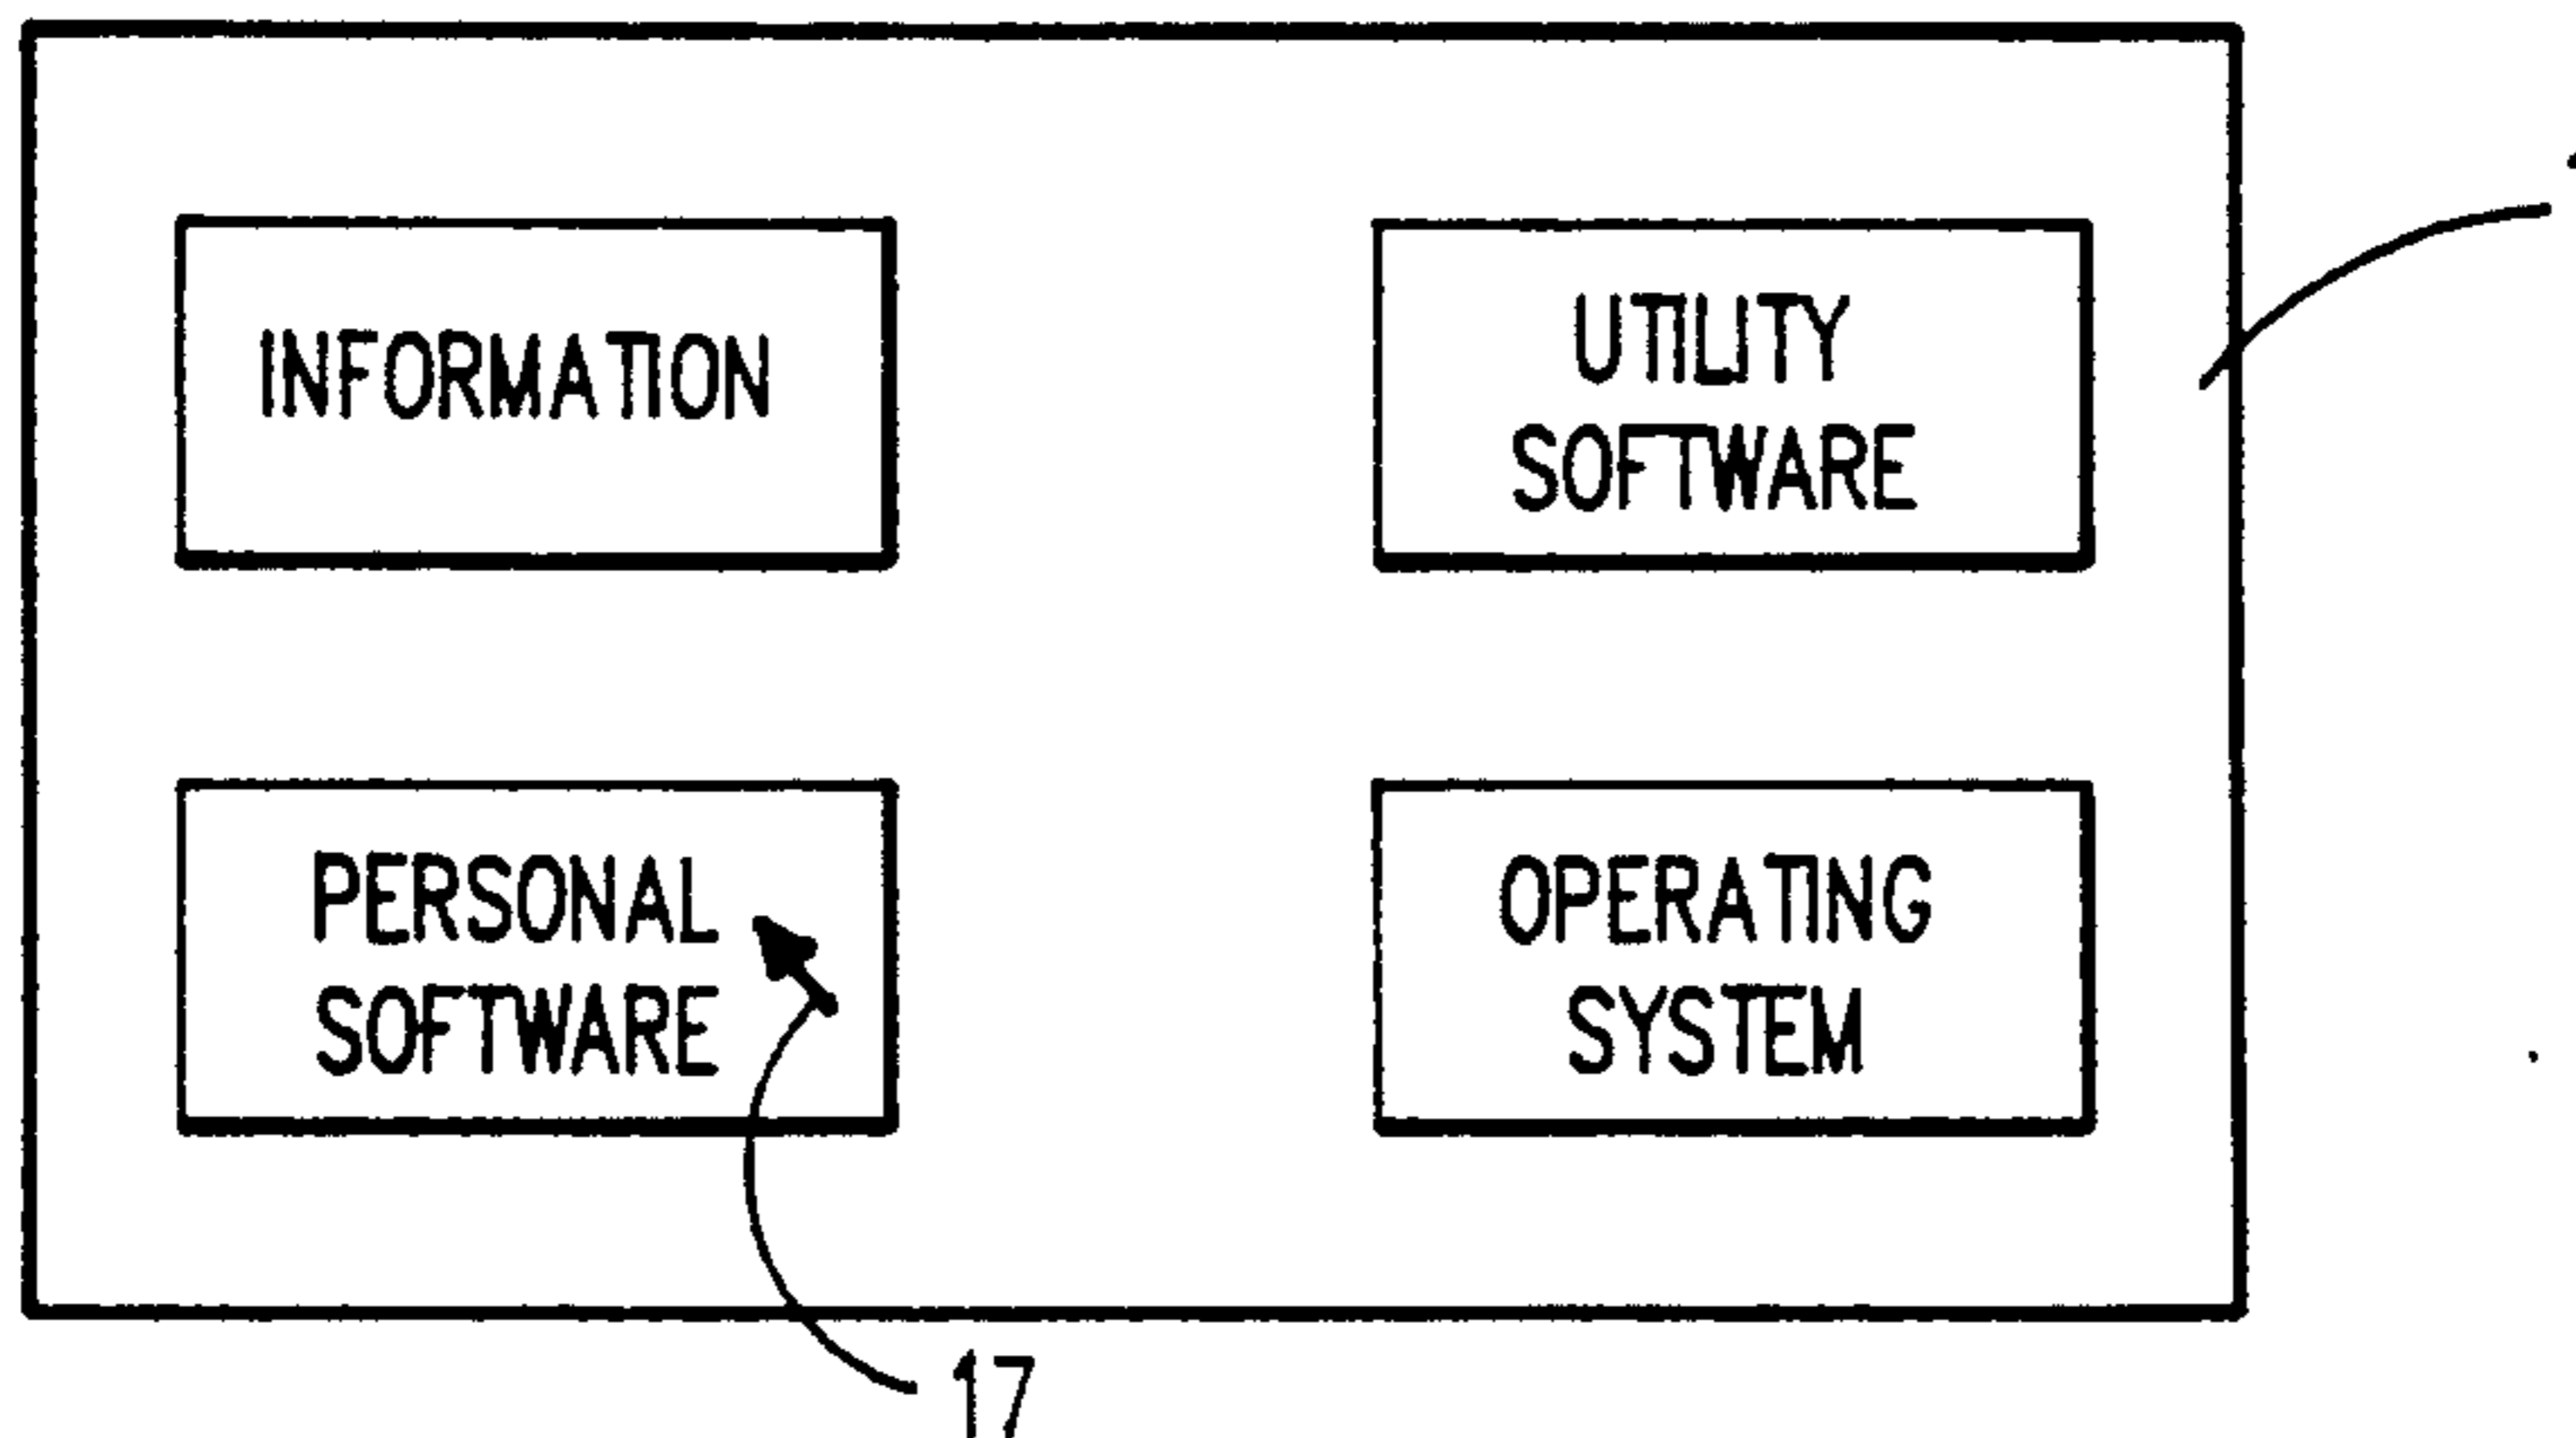 INFORMATION
UTILITY
SOFTWARE
PERSONAL
SOFTWARE
OPERATING
SYSTEM
17